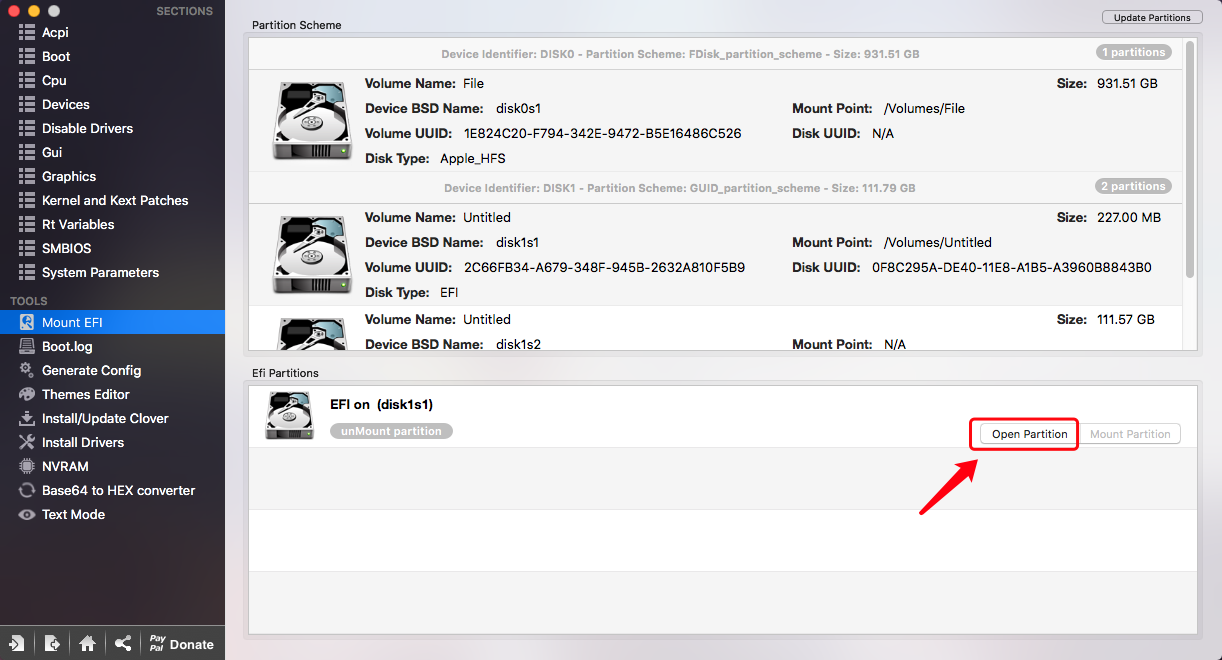 SECTIONS
Acpi
Boot
Cpu
Devices
Disable Drivers
Gui
Graphics
Kernel and Kext Patches
Rt Variables
SMBIOS
System Parameters
TOOLS
Mount EFI
Boot.log
Generate Config
Themes Editor
Install/Update Clover
Install Drivers
NVRAM
Base64 to HEX converter
Text Mode
Pay
Pal Donate
Partition Scheme Update Partitions
Device Identifier: DISK0 - Partition Scheme: FDisk_partition_scheme - Size: 931.51 GB 1 partitions
Volume Name: File Size: 931.51 GB
Device BSD Name: disk0s1 Mount Point: /Volumes/File
Volume UUID: 1E824C20-F794-342E-9472-B5E16486C526 Disk UUID: N/A
Disk Type: Apple_HFS
Device Identifier: DISK1 - Partition Scheme: GUID_partition_scheme - Size: 111.79 GB 2 partitions
Volume Name: Untitled Size: 227.00 MB
Device BSD Name: disk1s1 Mount Point: /Volumes/Untitled
Volume UUID: 2C66FB34-A679-348F-945B-2632A810F5B9 Disk UUID: 0F8C295A-DE40-11E8-A1B5-A3960B8843B0
Disk Type: EFI
Volume Name: Untitled Size: 111.57 GB
Device BSD Name: disk1s2 Mount Point: N/A
Efi Partitions
EFI on (disk1s1)
unMount partition
Open Partition Mount Partition